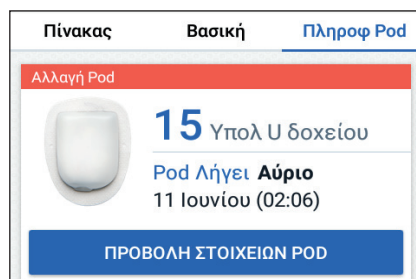 Πίνακας Βασική Πληροφ Pod
Αλλαγή Pod
15 Υπολ U δοχείου
Pod Λήγει Αύριο
11 Ιουνίου (02:06)
ΠΡΟΒΟΛΗ ΣΤΟΙΧΕΙΩΝ POD